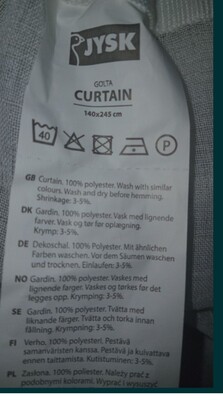 JYSK
GOLTA
CURTAIN
140x245 cm
40
P
GB Curtain. 100% polyester. Wash with similar
colours. Wash and dry before hemming.
Shrinkage: 3-5%.
DK Gardin. 100% polyester. Vask med lignende
farver. Vask og tør før oplægning.
Krymp: 3-5%.
DE Dekoschal. 100% polyester. Mit ähnlichen
Farben waschen. Vor dem Säumen waschen
und trocknen. Einlaufen: 3-5%.
NO Gardin. 100% polyester. Vaskes med
lignende farger. Vaskes og tørkes før det
legges opp. Krymping: 3-5%.
SE Gardin. 100% polyester. Tvätta med
liknande färger. Tvätta och torka innan
fållning. Krympning: 3-5%.
FI Verho. 100% polyesteri. Pestävä
samanväristen kanssa. Pestävä ja kuivattava
ennen taittamista. Kutistuminen: 3-5%.
PL Zasłona. 100% poliester. Należy prać z
podobnymi kolorami. Wyprać i wysuszyć